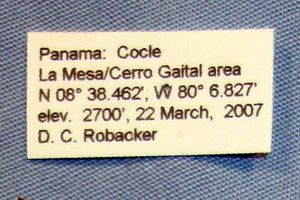 Panama: Cocle
La Mesa/Cerro Gaital area
N 08° 38.462', W 80° 6.827'
elev. 2700', 22 March, 2007
D. C. Robacker